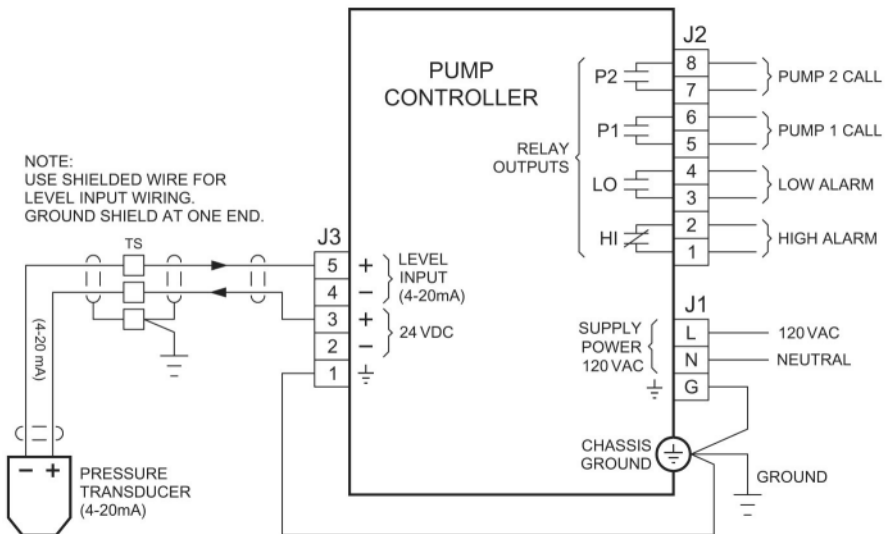 PUMP
CONTROLLER
NOTE:
USE SHIELDED WIRE FOR
LEVEL INPUT WIRING.
GROUND SHIELD AT ONE END.
TS
(4-20 mA)
- +
PRESSURE
TRANSDUCER
(4-20mA)
J3
5 +
4 -
3 +
2 -
1
LEVEL
INPUT
(4-20mA)
24 VDC
RELAY
OUTPUTS
P2
P1
LO
HI
J2
8
7
6
5
4
3
2
1
PUMP 2 CALL
PUMP 1 CALL
LOW ALARM
HIGH ALARM
SUPPLY
POWER
120 VAC
J1
L
N
G
120 VAC
NEUTRAL
CHASSIS
GROUND
GROUND